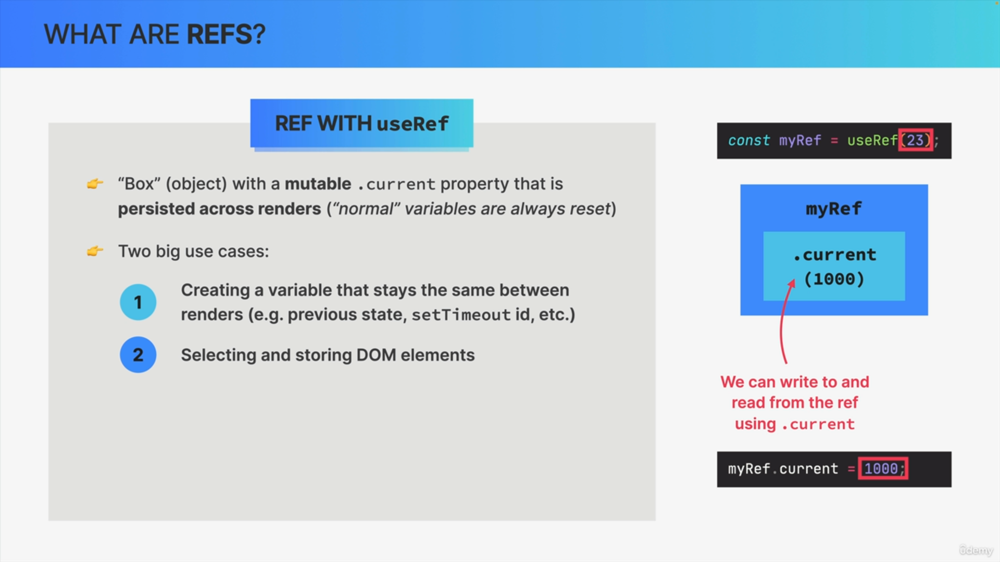 WHAT ARE REFS?
REF WITH useRef
👉 “Box” (object) with a mutable .current property that is
persisted across renders (“normal” variables are always reset)
👉 Two big use cases:
1 Creating a variable that stays the same between
renders (e.g. previous state, setTimeout id, etc.)
2 Selecting and storing DOM elements
const myRef = useRef(23);
myRef
.current
(1000)
We can write to and
read from the ref
using .current
myRef.current = 1000;
ûdemy